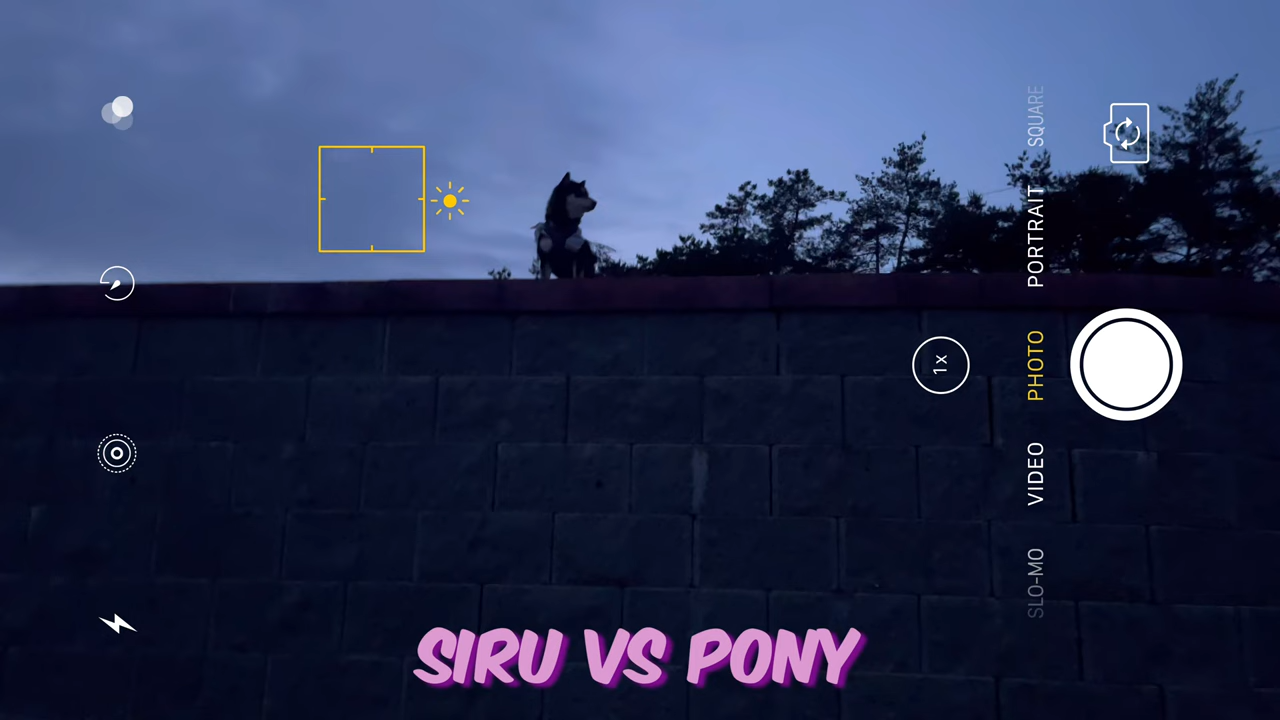 SQUARE
PORTRAIT
PHOTO
VIDEO
SLO-MO
1x
SIRU VS PONY